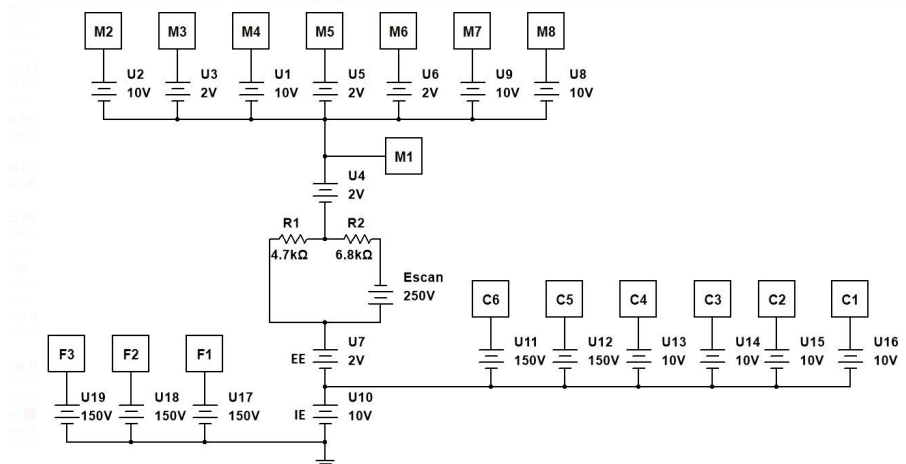 M2 M3 M4 M5 M6 M7 M8
U2 U3 U1 U5 U6 U9 U8
10V 2V 10V 2V 2V 10V 10V
M1
U4
2V
R1 R2
4.7kΩ 6.8kΩ
Escan
250V
C6 C5 C4 C3 C2 C1
F3 F2 F1
EE U7 U11 U12 U13 U14 U15 U16
2V 150V 150V 10V 10V 10V 10V
U19 U18 U17 IE U10
150V 150V 150V 10V